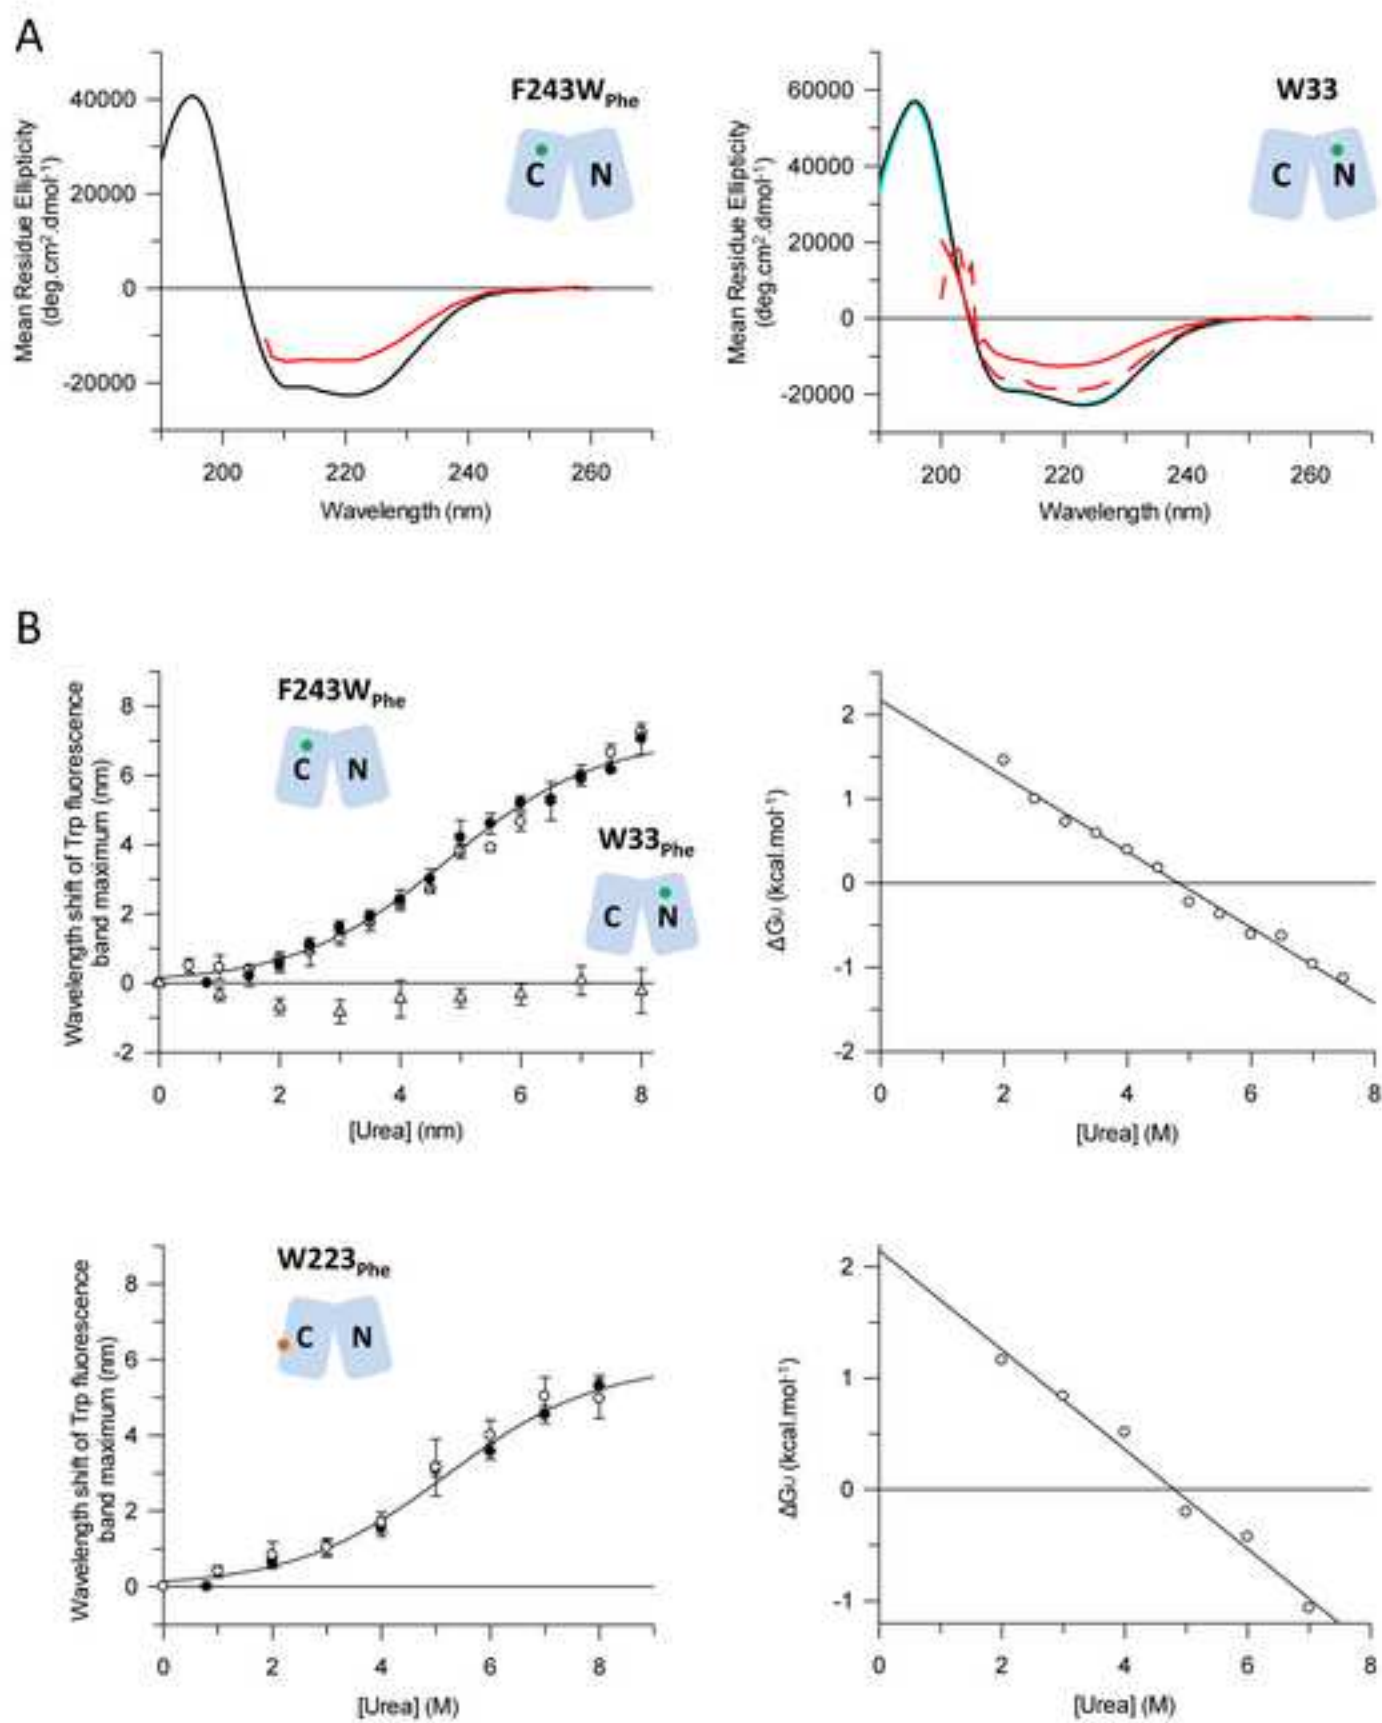 A
F243WPhe
C N
Mean Residue Ellipticity
(deg.cm².dmol-¹)
40000
20000
0
-20000
200 220 240 260
Wavelength (nm)
W33
C N
Mean Residue Ellipticity
(deg.cm².dmol-¹)
60000
40000
20000
0
-20000
200 220 240 260
Wavelength (nm)
B
F243WPhe
C N
W33Phe
C N
Wavelength shift of Trp fluorescence
band maximum (nm)
8
6
4
2
0
-2
0 2 4 6 8
[Urea] (nm)
ΔGU (kcal.mol-¹)
2
1
0
-1
-2
0 2 4 6 8
[Urea] (M)
W223Phe
C N
Wavelength shift of Trp fluorescence
band maximum (nm)
8
6
4
2
0
0 2 4 6 8
[Urea] (M)
ΔGU (kcal.mol-¹)
2
1
0
-1
0 2 4 6 8
[Urea] (M)